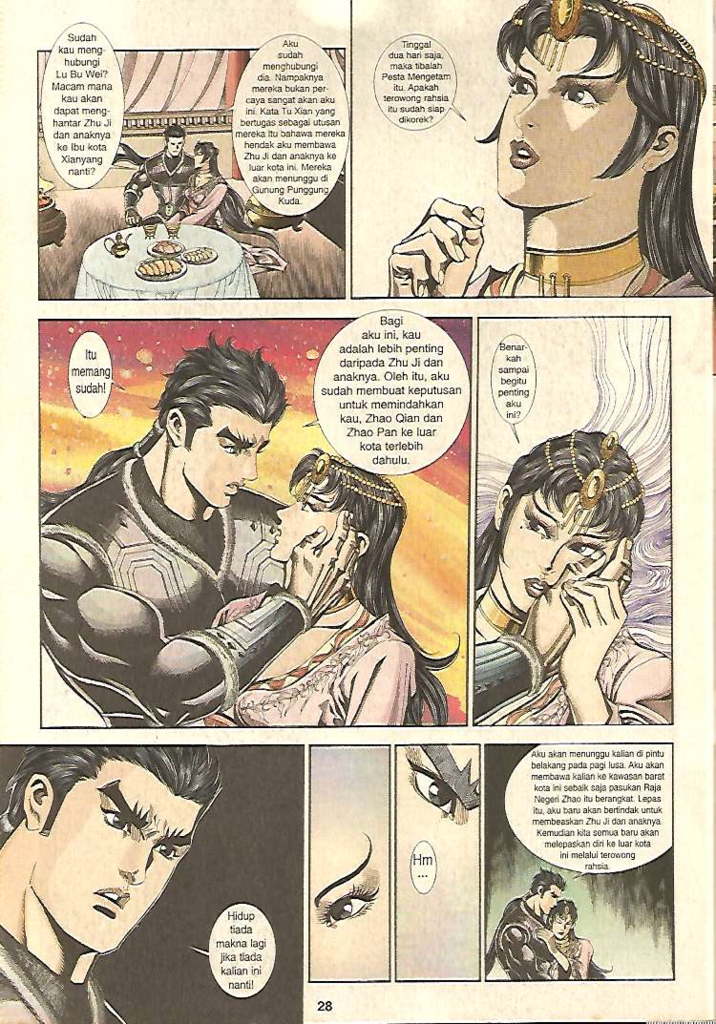 Sudah
kau meng-
hubungi
Lu Bu Wei?
Macam mana
kau akan
dapat meng-
hantar Zhu Ji
dan anaknya
ke Ibu kota
Xianyang
nanti?
Aku
sudah
menghubungi
dia. Nampaknya
mereka bukan per-
caya sangat akan aku
ini. Kata Tu Xian yang
bertugas sebagai utusan
mereka itu bahawa mereka
hendak aku membawa
Zhu Ji dan anaknya
ke luar kota ini. Mereka
akan menunggu di
Gunung Punggung
Kuda.
Tinggal
dua hari saja,
maka tibalah
Pesta Mengetam
itu. Apakah
terowong rahsia
itu sudah siap
dikorek?
Itu
memang
sudah!
Bagi
aku ini, kau
adalah lebih penting
daripada Zhu Ji dan
anaknya. Oleh itu, aku
sudah membuat keputusan
untuk memindahkan
kau, Zhao Qian dan
Zhao Pan ke luar
kota terlebih
dahulu.
Benar-
kah sampai
begitu
penting
aku
ini?
Hidup
tiada
makna lagi
jika tiada
kalian ini
nanti!
Hm
...
Aku akan menunggu kalian di pintu
belakang pada pagi lusa. Aku akan
membawa kalian ke kawasan barat
kota ini sebaik saja pasukan Raja
Negeri Zhao itu berangkat. Lepas
itu, aku baru akan bertindak untuk
membeaskan Zhu Ji dan anaknya.
Kemudian kita semua baru akan
melepaskan diri ke luar kota
ini melalui terowong
rahsia.
28